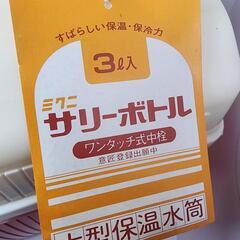 すばらしい保温・保冷力
3ℓ入
ミクニ
サリーボトル
ワンタッチ式中栓
意匠登録出願中
型保温水筒